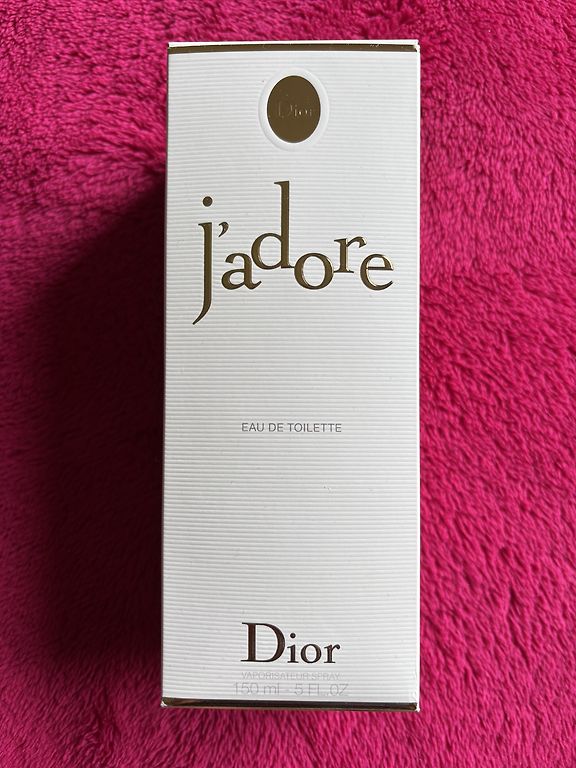 Dior
j'adore
EAU DE TOILETTE
Dior
VAPORISATEUR SPRAY
150 ml - 5 FL.OZ